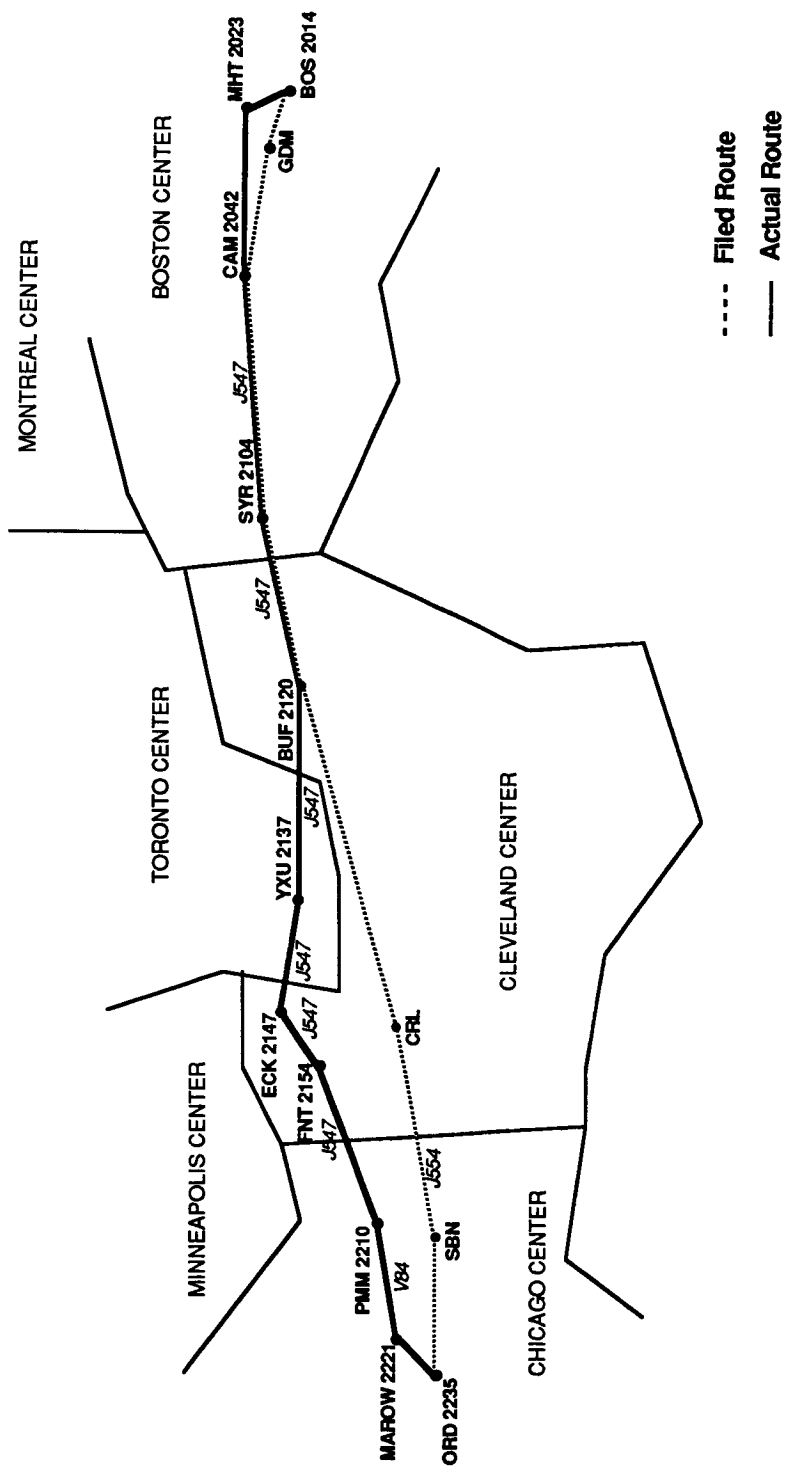 MONTREAL CENTER
BOSTON CENTER
MHT 2023
BOS 2014
GDM
CAM 2042
J547
SYR 2104
J547
TORONTO CENTER
BUF 2120
J547
YXU 2137
J547
ECK 2147
J547
FNT 2154
J547
MINNEAPOLIS CENTER
CLEVELAND CENTER
CRL
J554
SBN
PMM 2210
V84
MAROW 2221
ORD 2235
CHICAGO CENTER
Filed Route
Actual Route